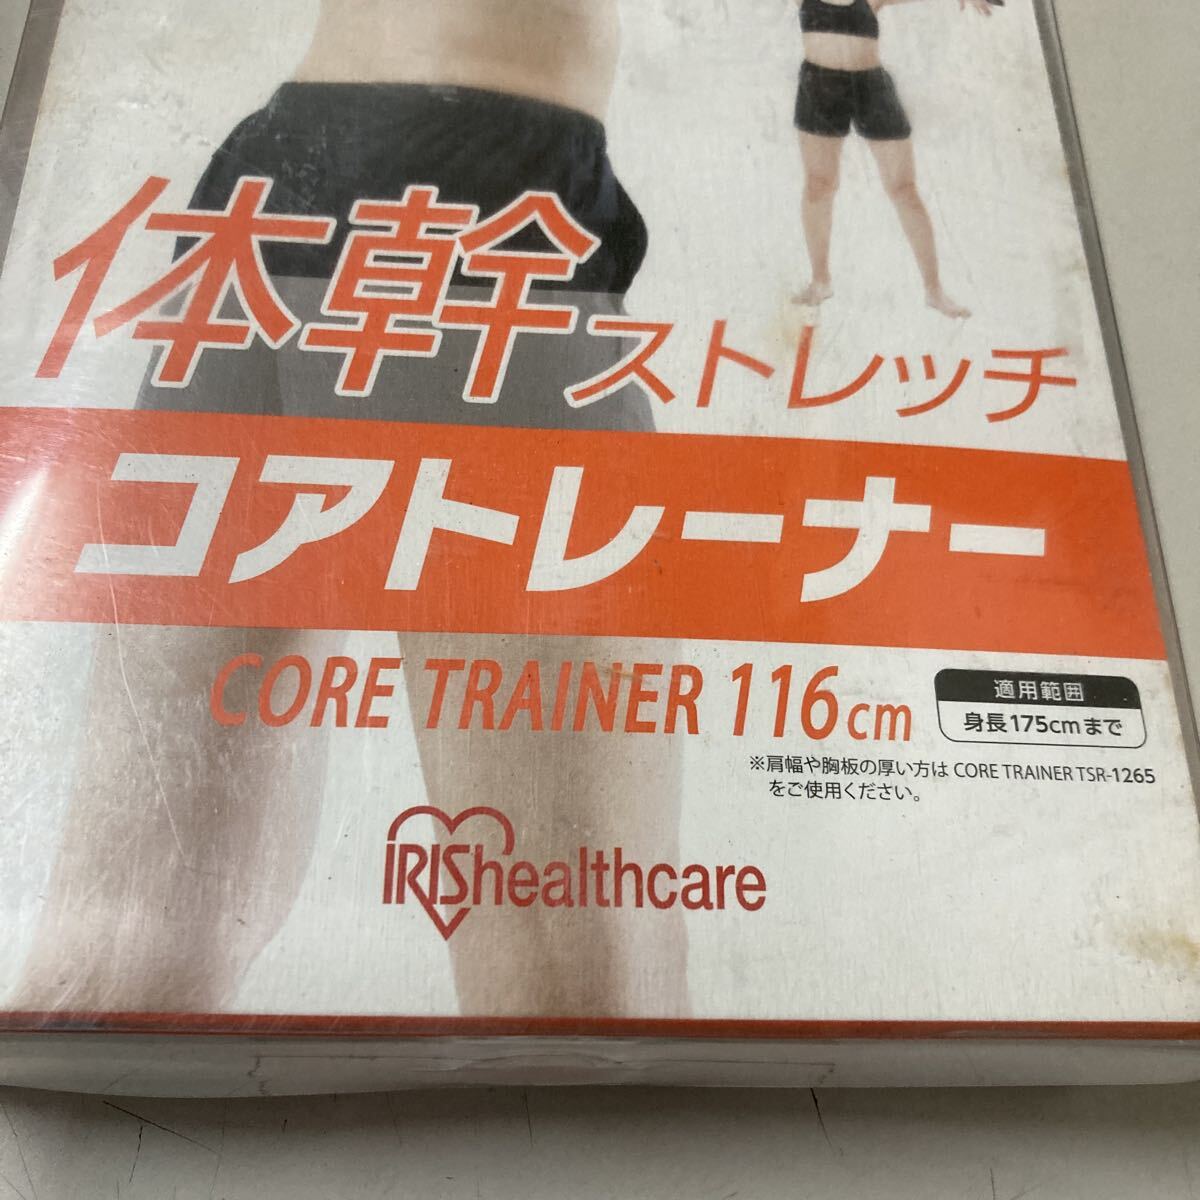 体幹ストレッチ
コアトレーナー
CORE TRAINER 116cm
適用範囲
身長175cmまで
※肩幅や胸板の厚い方は CORE TRAINER TSR-1265
をご使用ください。
IRIShealthcare